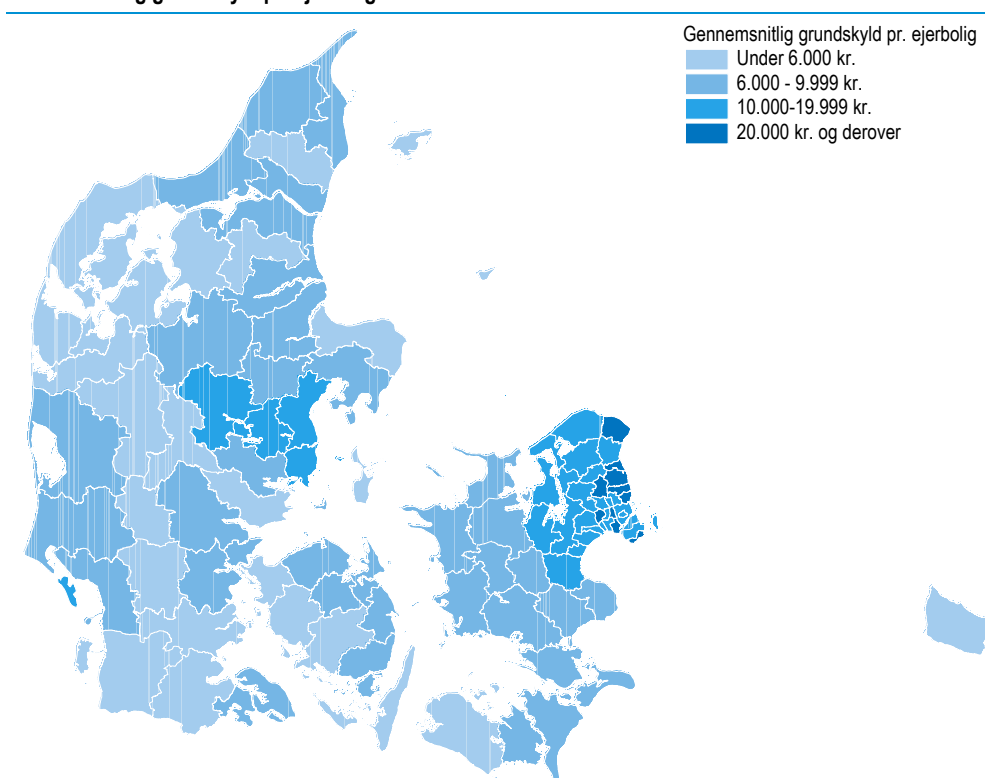 Gennemsnitlig grundskyld pr. ejerbolig
Under 6.000 kr.
6.000 - 9.999 kr.
10.000-19.999 kr.
20.000 kr. og derover